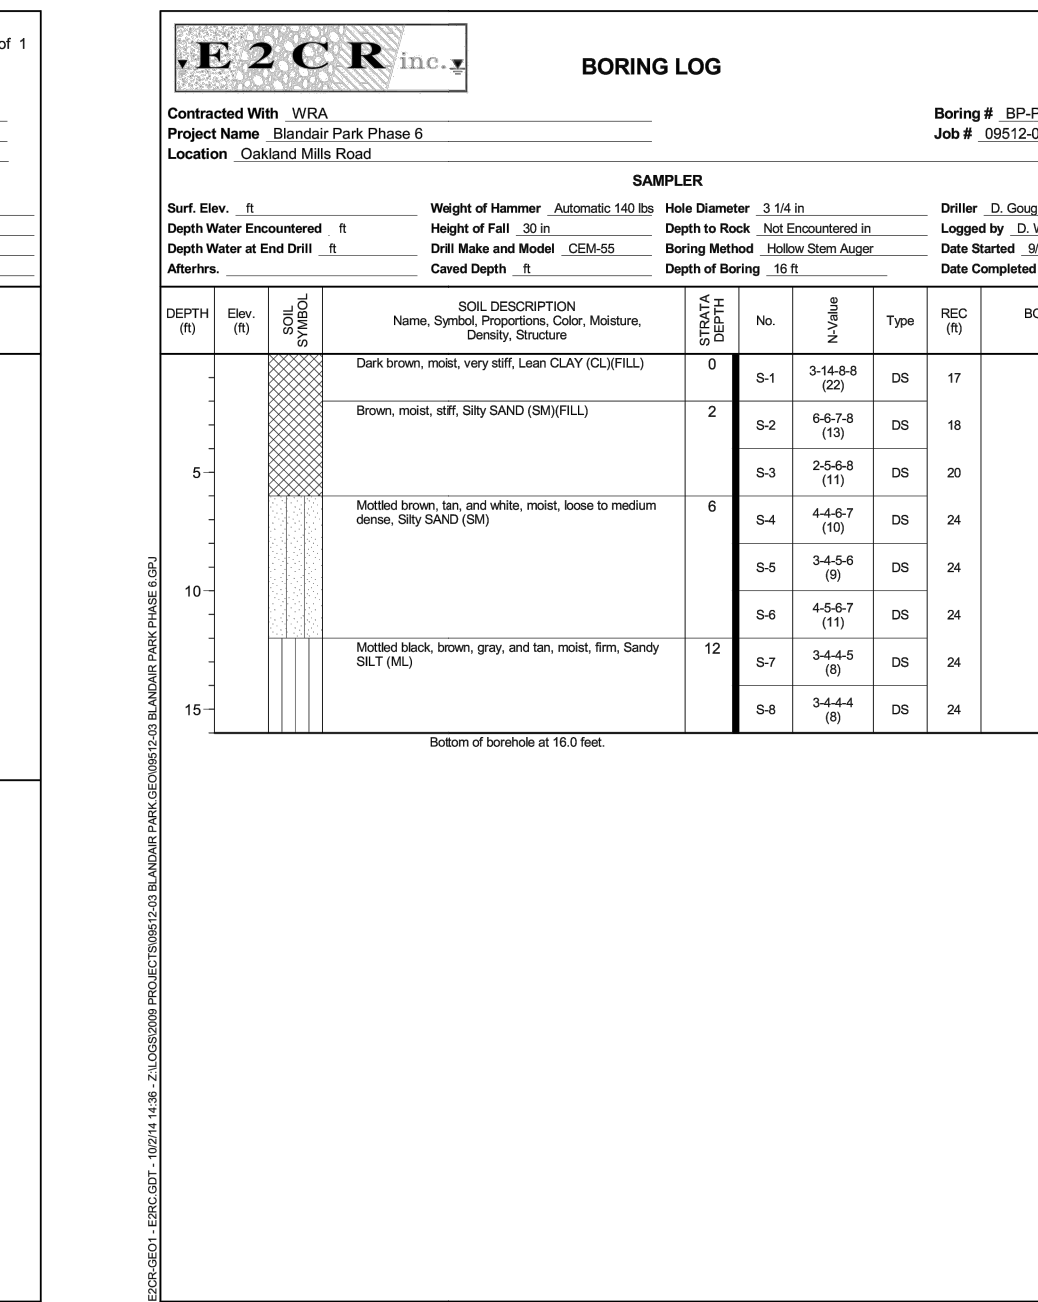 of 1
E2CR inc.
BORING LOG
Contracted With WRA
Project Name Blandair Park Phase 6
Location Oakland Mills Road
Boring #
Job #
SAMPLER
Surf. Elev. ft
Depth Water Encountered ft
Depth Water at End Drill ft
Afterhrs.
Weight of Hammer Automatic 140 lbs
Height of Fall 30 in
Drill Make and Model CEM-55
Caved Depth ft
Hole Diameter 3 1/4 in
Depth to Rock Not Encountered in
Boring Method Hollow Stem Auger
Depth of Boring 16 ft
Driller D. Goug
Logged by D.
Date Started 9/
Date Completed
DEPTH (ft) Elev. (ft) SOIL SYMBOL
SOIL DESCRIPTION
Name, Symbol, Proportions, Color, Moisture,
Density, Structure
STRATA DEPTH No. N-Value Type REC (ft)
Dark brown, moist, very stiff, Lean CLAY (CL)(FILL) 0
S-1 3-14-8-8 (22) DS 17
Brown, moist, stiff, Silty SAND (SM)(FILL) 2
S-2 6-6-7-8 (13) DS 18
5 S-3 2-5-6-8 (11) DS 20
Mottled brown, tan, and white, moist, loose to medium 6
dense, Silty SAND (SM)
S-4 4-4-6-7 (10) DS 24
S-5 3-4-5-6 (9) DS 24
10
S-6 4-5-6-7 (11) DS 24
Mottled black, brown, gray, and tan, moist, firm, Sandy 12
SILT (ML)
S-7 3-4-4-5 (8) DS 24
15 S-8 3-4-4-4 (8) DS 24
Bottom of borehole at 16.0 feet.
E2CR-GEO1 - E2RC.GDT - 10/2/14 14:36 - Z:\LOGS\2009 PROJECTS\09512-03 BLANDAIR PARK.GEO\09512-03 BLANDAIR PARK PHASE 6.GPJ